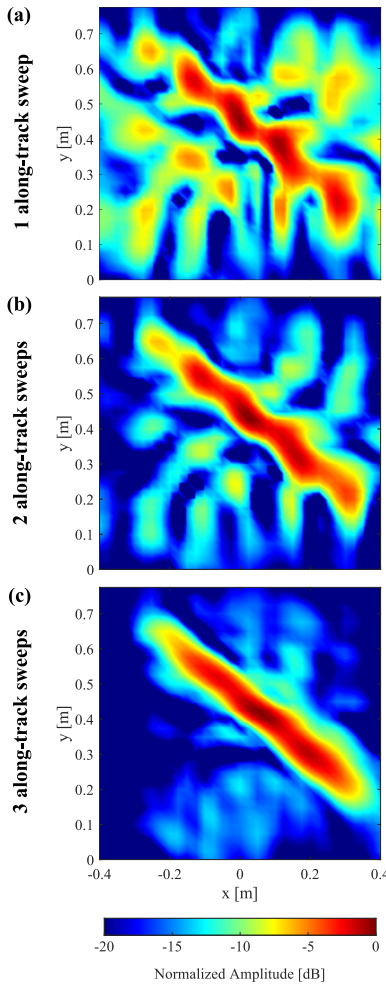 (a)
1 along-track sweep
y [m]
0.7
0.6
0.5
0.4
0.3
0.2
0.1
0
(b)
2 along-track sweeps
y [m]
0.7
0.6
0.5
0.4
0.3
0.2
0.1
0
(c)
3 along-track sweeps
y [m]
0.7
0.6
0.5
0.4
0.3
0.2
0.1
0
-0.4 -0.2 0 0.2 0.4
x [m]
-20 -15 -10 -5 0
Normalized Amplitude [dB]